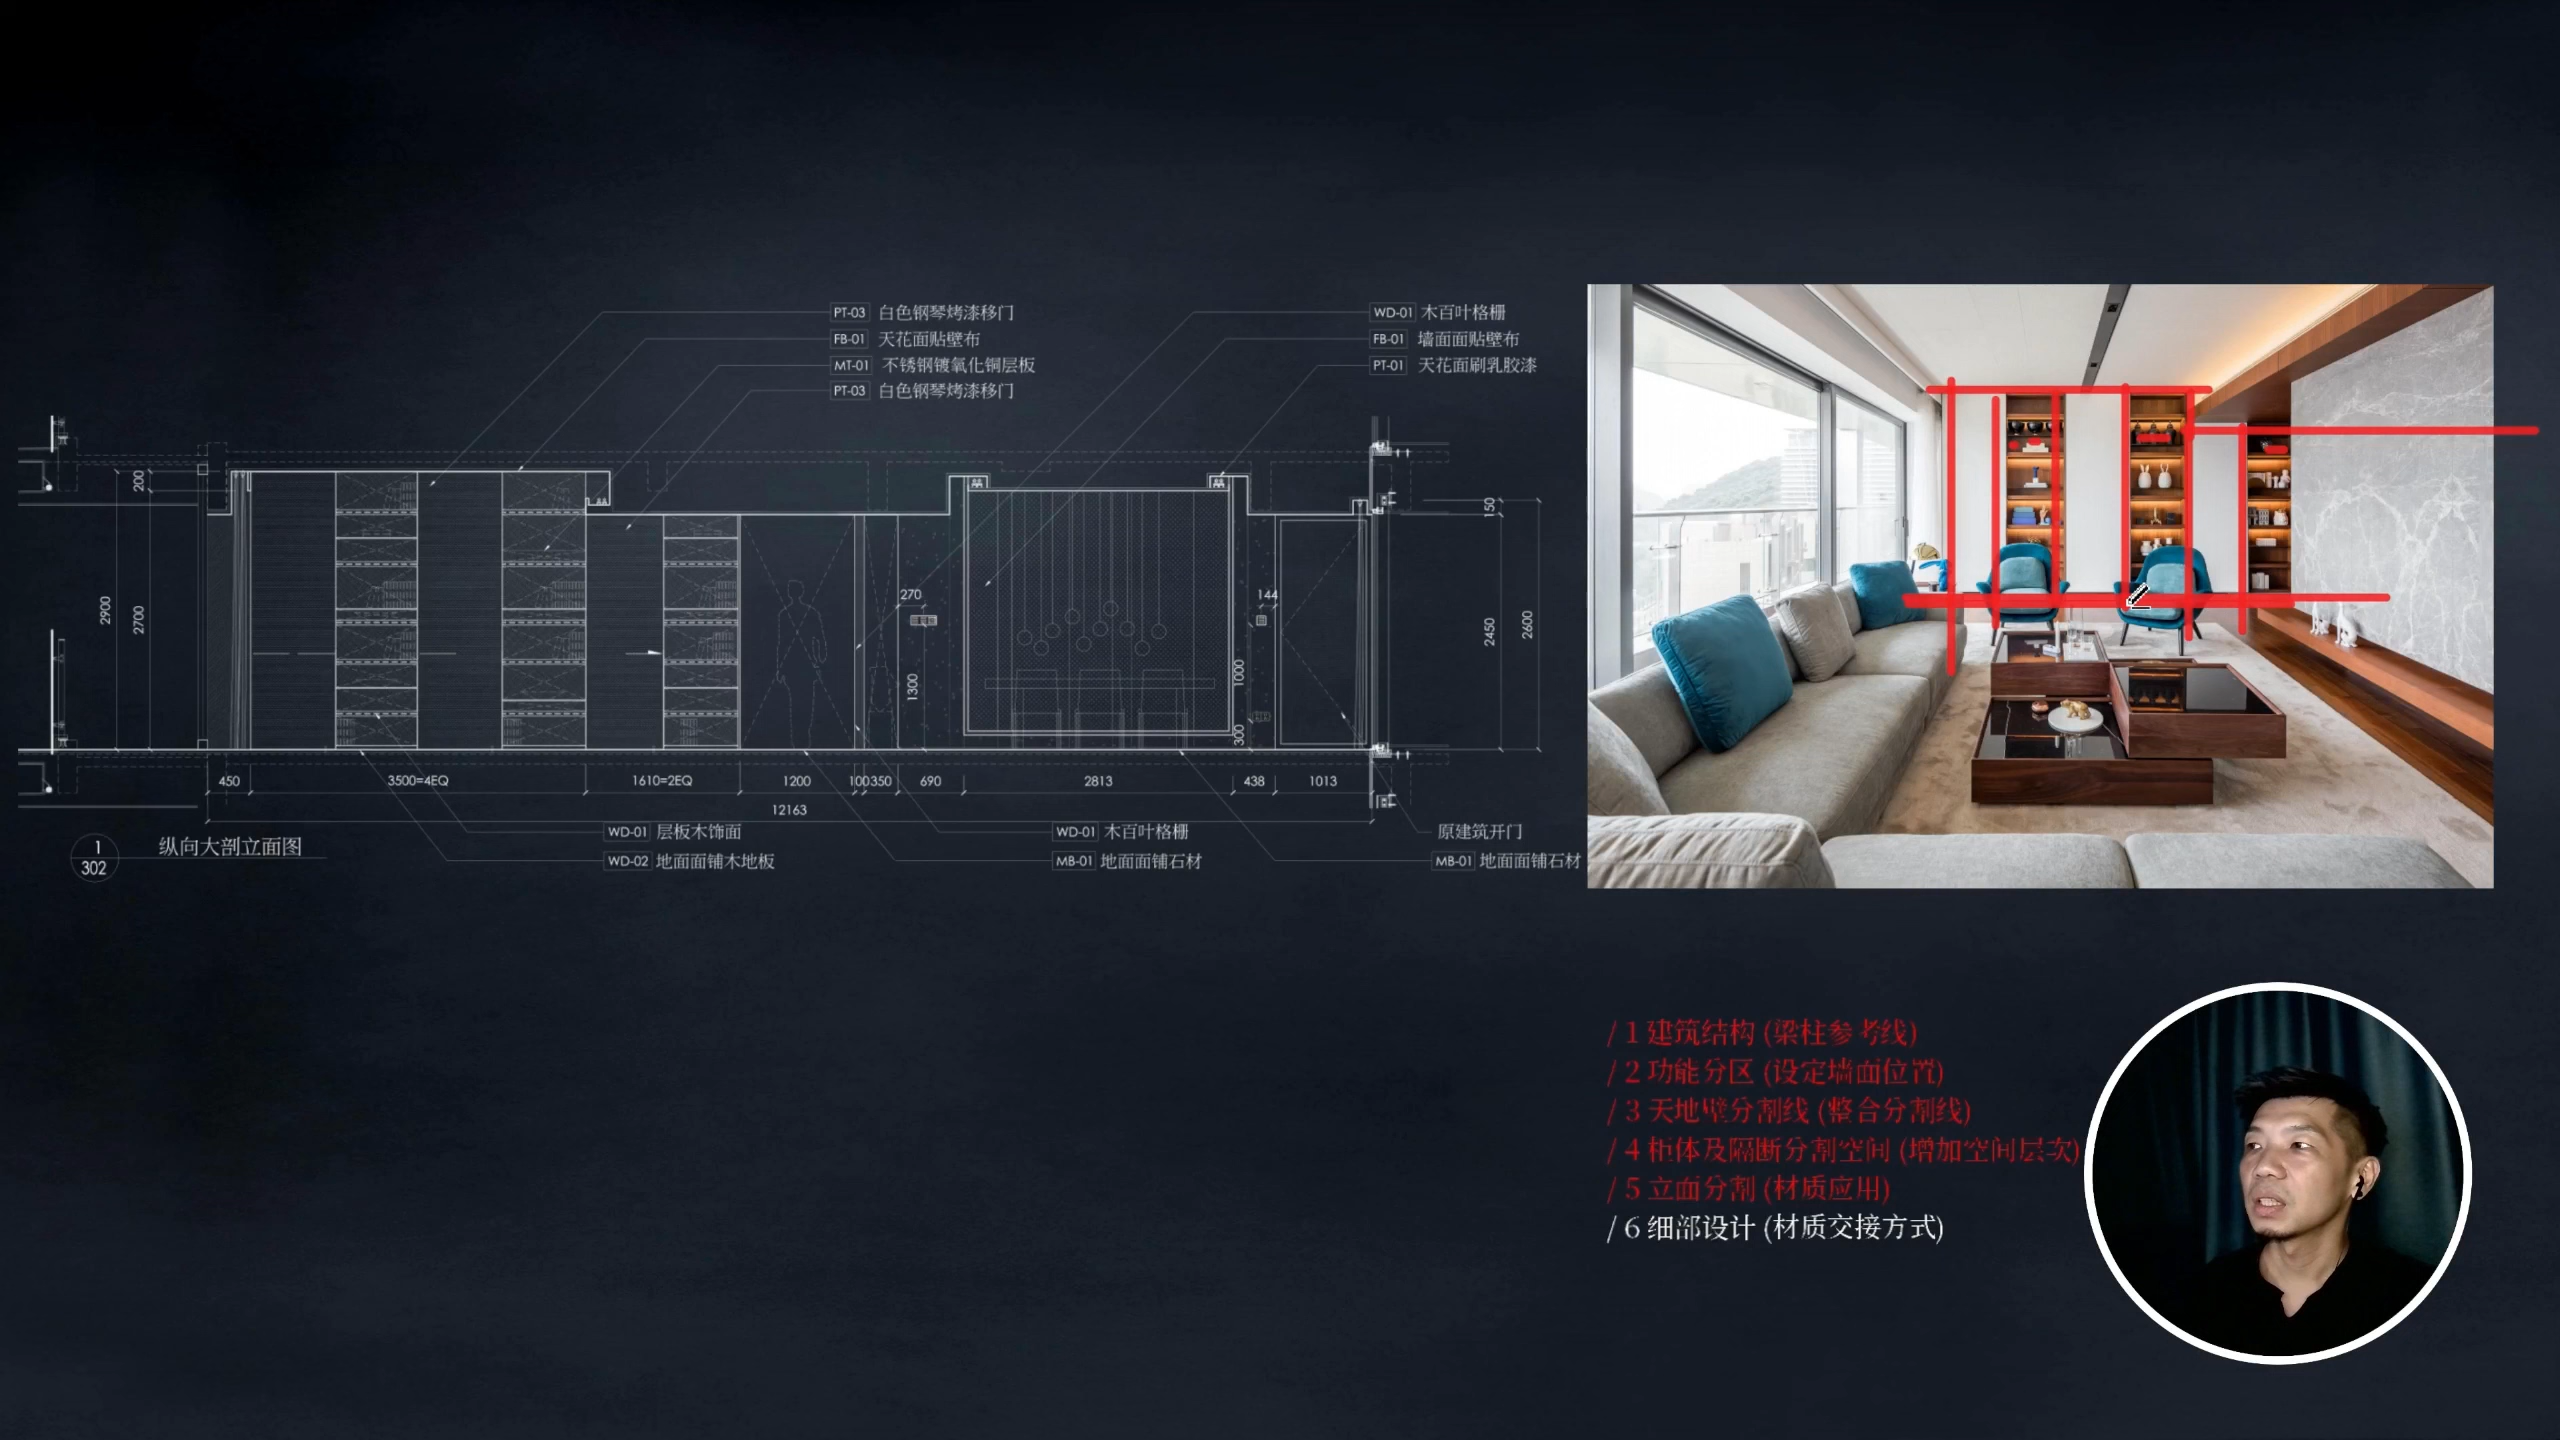 PT-03 白色钢琴烤漆移门
FB-01 天花面贴壁布
MT-01 不锈钢镀氧化铜层板
PT-03 白色钢琴烤漆移门
WD-01 木百叶格栅
FB-01 墙面面贴壁布
PT-01 天花面刷乳胶漆
200
2900
2700
270
1300
144
1000
300
150
2450
2600
450 3500=4EQ 1610=2EQ 1200 100 350 690 2813 438 1013
12163
WD-01 层板木饰面
WD-02 地面面铺木地板
WD-01 木百叶格栅
MB-01 地面面铺石材
原建筑开门
MB-01 地面面铺石材
1
302
纵向大剖立面图
/ 1 建筑结构 (梁柱参考线)
/ 2 功能分区 (设定墙面位置)
/ 3 天地壁分割线 (整合分割线)
/ 4 柜体及隔断分割空间 (增加空间层次)
/ 5 立面分割 (材质应用)
/ 6 细部设计 (材质交接方式)